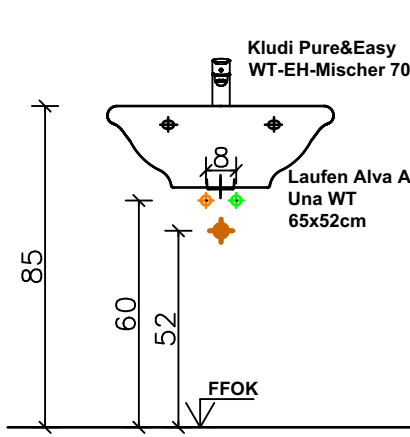 Kludi Pure&Easy
WT-EH-Mischer 70
8
Laufen Alva A
Una WT
65x52cm
85
60
52
FFOK